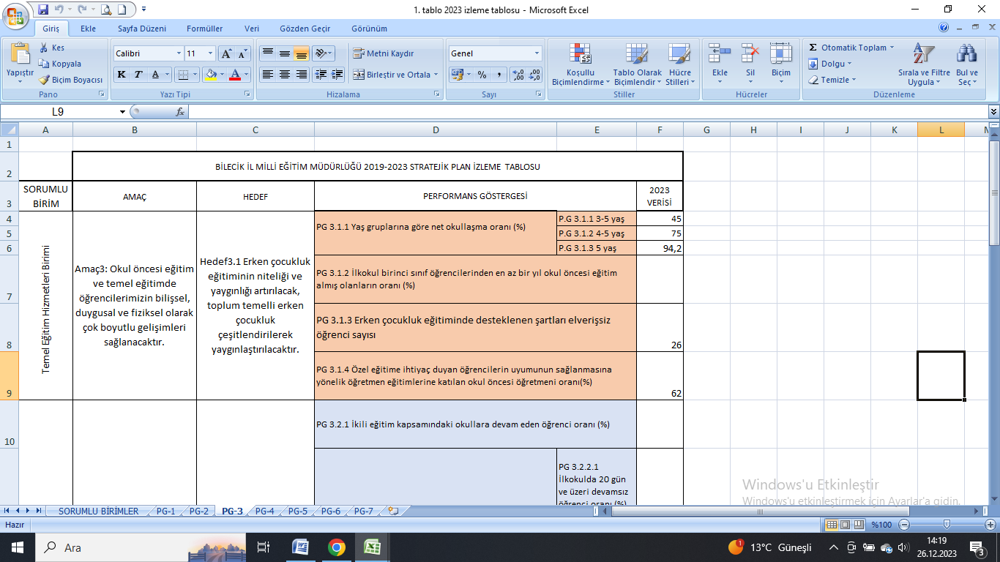 1. tablo 2023 izleme tablosu - Microsoft Excel
Giriş Ekle Sayfa Düzeni Formüller Veri Gözden Geçir Görünüm
Yapıştır
Kes
Kopyala
Biçim Boyacısı
Pano
Calibri 11
K T A
Yazı Tipi
Metni Kaydır
Birleştir ve Ortala
Hizalama
Genel
% ,
Sayı
Koşullu Biçimlendirme
Tablo Olarak Biçimlendir
Hücre Stilleri
Stiller
Ekle Sil Biçim
Hücreler
Σ Otomatik Toplam
Dolgu
Temizle
Sırala ve Filtre Uygula
Bul ve Seç
Düzenleme
L9 fx
A B C D E F G H I J K L M
1
2 BİLECİK İL MİLLİ EĞİTİM MÜDÜRLÜĞÜ 2019-2023 STRATEJİK PLAN İZLEME TABLOSU
3 SORUMLU BİRİM AMAÇ HEDEF PERFORMANS GÖSTERGESİ 2023 VERİSİ
Temel Eğitim Hizmetleri Birimi
Amaç3: Okul öncesi eğitim
ve temel eğitimde
öğrencilerimizin bilişsel,
duygusal ve fiziksel olarak
çok boyutlu gelişimleri
sağlanacaktır.
Hedef3.1 Erken çocukluk
eğitiminin niteliği ve
yaygınlığı artırılacak,
toplum temelli erken
çocukluk
çeşitlendirilerek
yaygınlaştırılacaktır.
PG 3.1.1 Yaş gruplarına göre net okullaşma oranı (%)
4 P.G 3.1.1 3-5 yaş 45
5 P.G 3.1.2 4-5 yaş 75
6 P.G 3.1.3 5 yaş 94,2
PG 3.1.2 İlkokul birinci sınıf öğrencilerinden en az bir yıl okul öncesi eğitim
7 almış olanların oranı (%)
PG 3.1.3 Erken çocukluk eğitiminde desteklenen şartları elverişsiz
8 öğrenci sayısı 26
PG 3.1.4 Özel eğitime ihtiyaç duyan öğrencilerin uyumunun sağlanmasına
9 yönelik öğretmen eğitimlerine katılan okul öncesi öğretmeni oranı(%) 62
10 PG 3.2.1 İkili eğitim kapsamındaki okullara devam eden öğrenci oranı (%)
PG 3.2.2.1
İlkokulda 20 gün
ve üzeri devamsız
öğrenci oranı (%)
Windows'u Etkinleştir
Windows'u etkinleştirmek için Ayarlar'a gidin.
SORUMLU BİRİMLER PG-1 PG-2 PG-3 PG-4 PG-5 PG-6 PG-7
Hazır %100
Ara 13°C Güneşli 14:19
26.12.2023 3